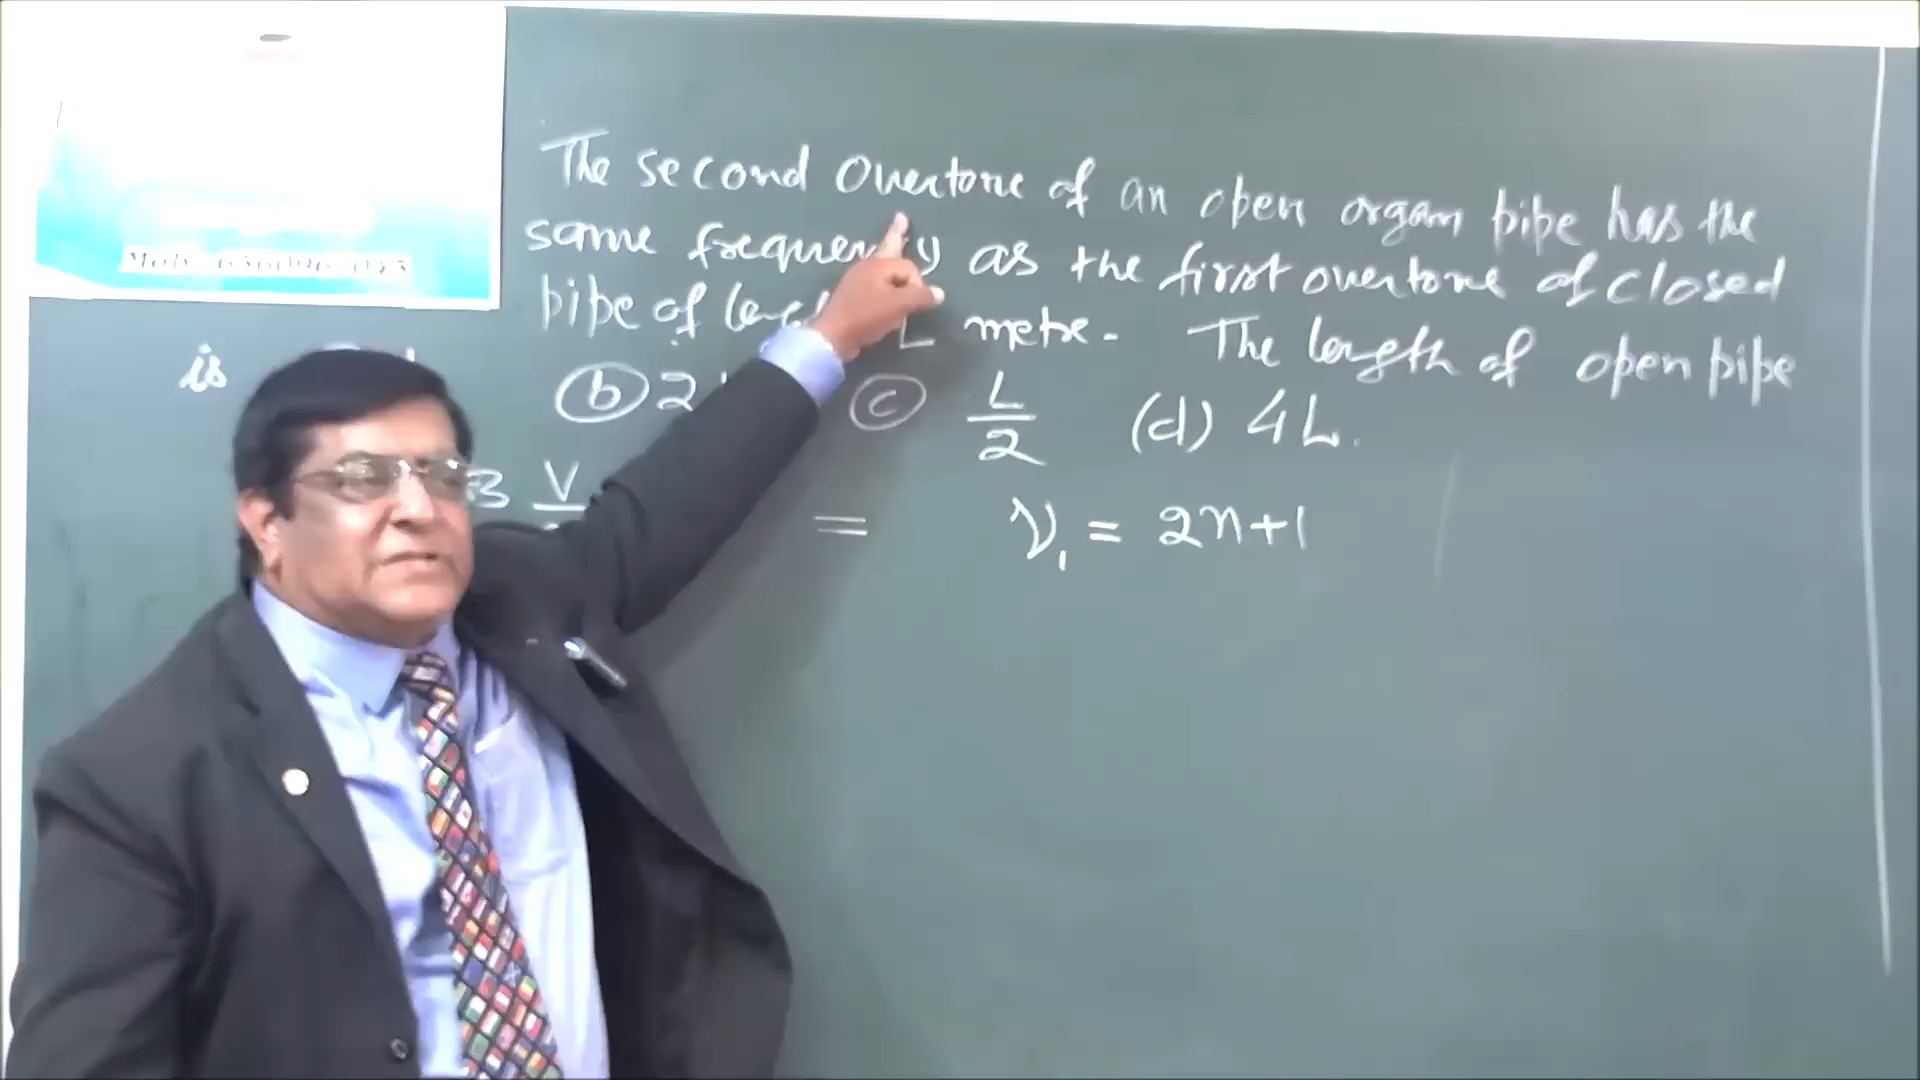 The second overtone of an open organ pipe has the
same frequency as the first overtone of closed
pipe of L metre. The length of open pipe
is
(b) 2 (c) L/2 (d) 4L.
3 V = ν₁ = 2n+1